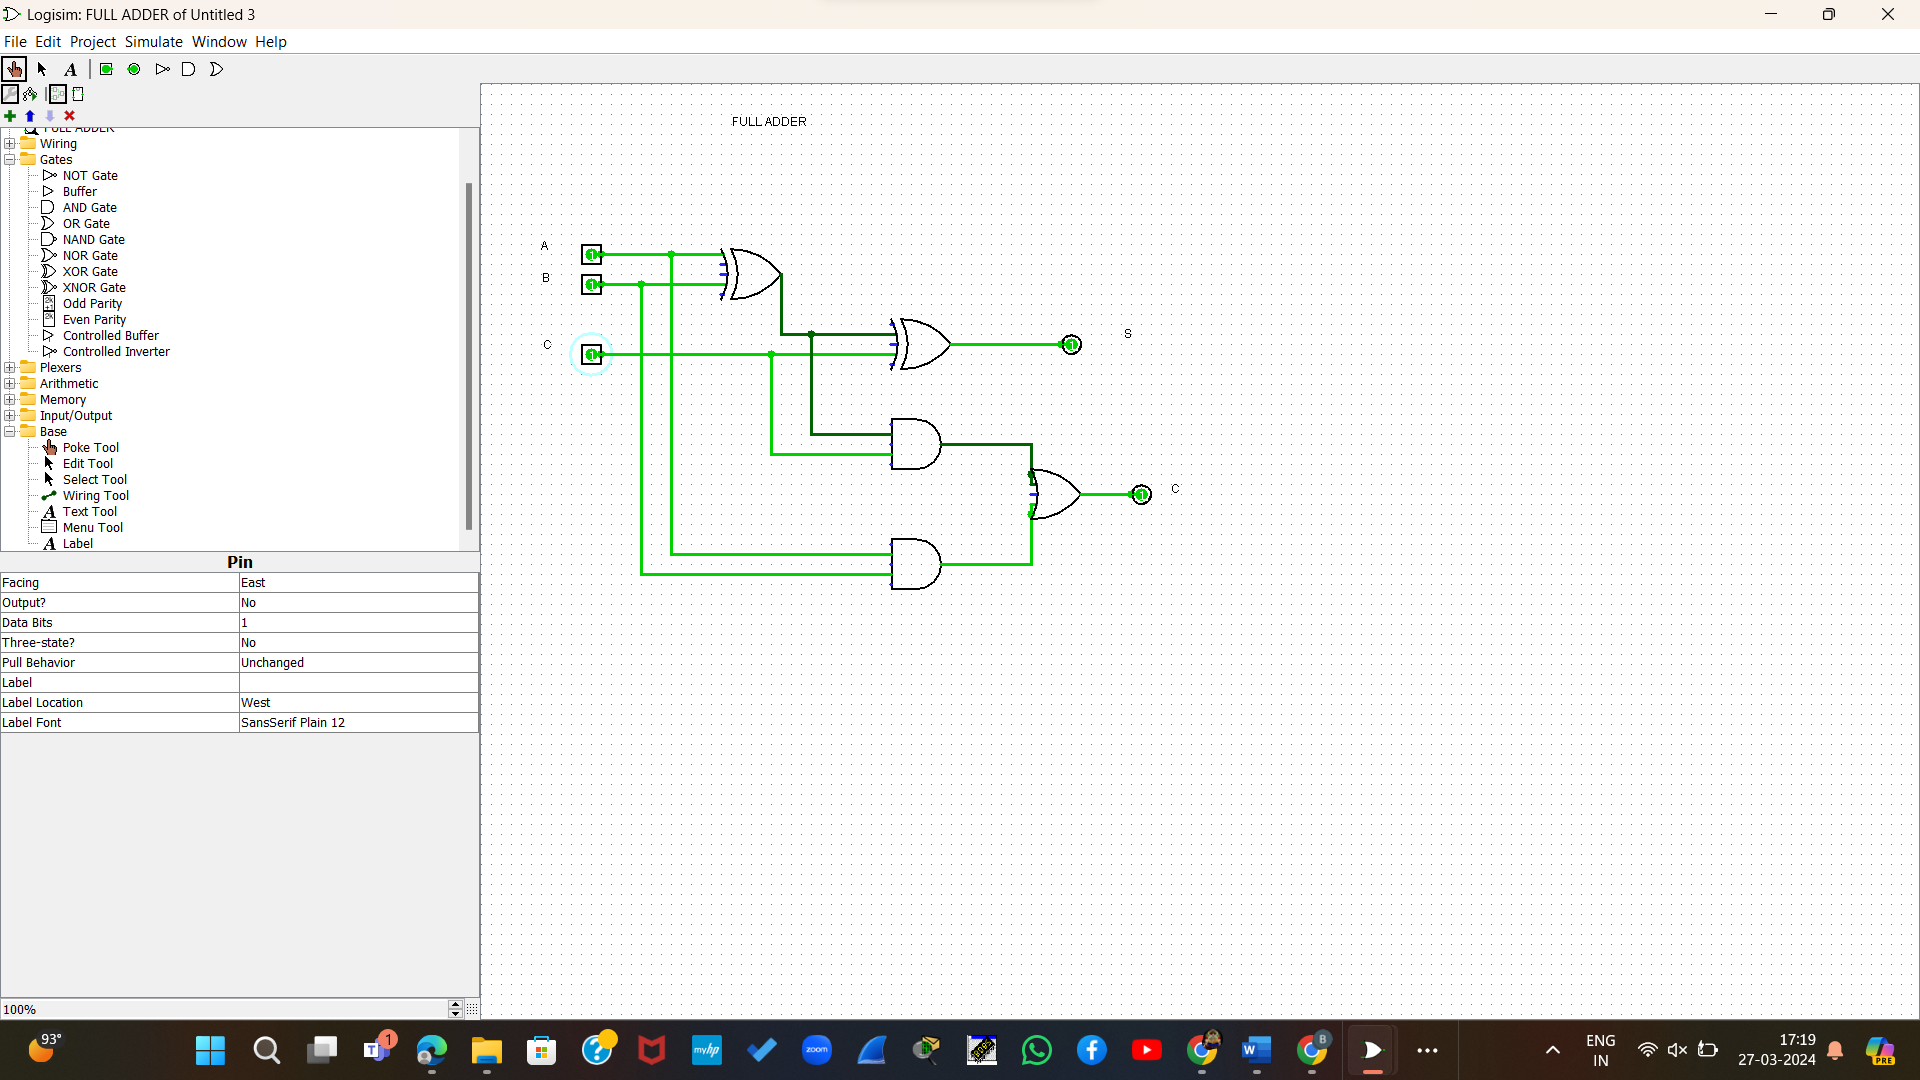 Logisim: FULL ADDER of Untitled 3
File Edit Project Simulate Window Help
A
FULL ADDER
Wiring
Gates
NOT Gate
Buffer
AND Gate
OR Gate
NAND Gate
NOR Gate
XOR Gate
XNOR Gate
Odd Parity
Even Parity
Controlled Buffer
Controlled Inverter
Plexers
Arithmetic
Memory
Input/Output
Base
Poke Tool
Edit Tool
Select Tool
Wiring Tool
A Text Tool
Menu Tool
A Label
Pin
Facing East
Output? No
Data Bits 1
Three-state? No
Pull Behavior Unchanged
Label
Label Location West
Label Font SansSerif Plain 12
100%
FULL ADDER
A 1
B 1
C 1
1 S
1 C
93°
T 1
?
myhp
zoom
W
B
PRE
ENG
IN
17:19
27-03-2024